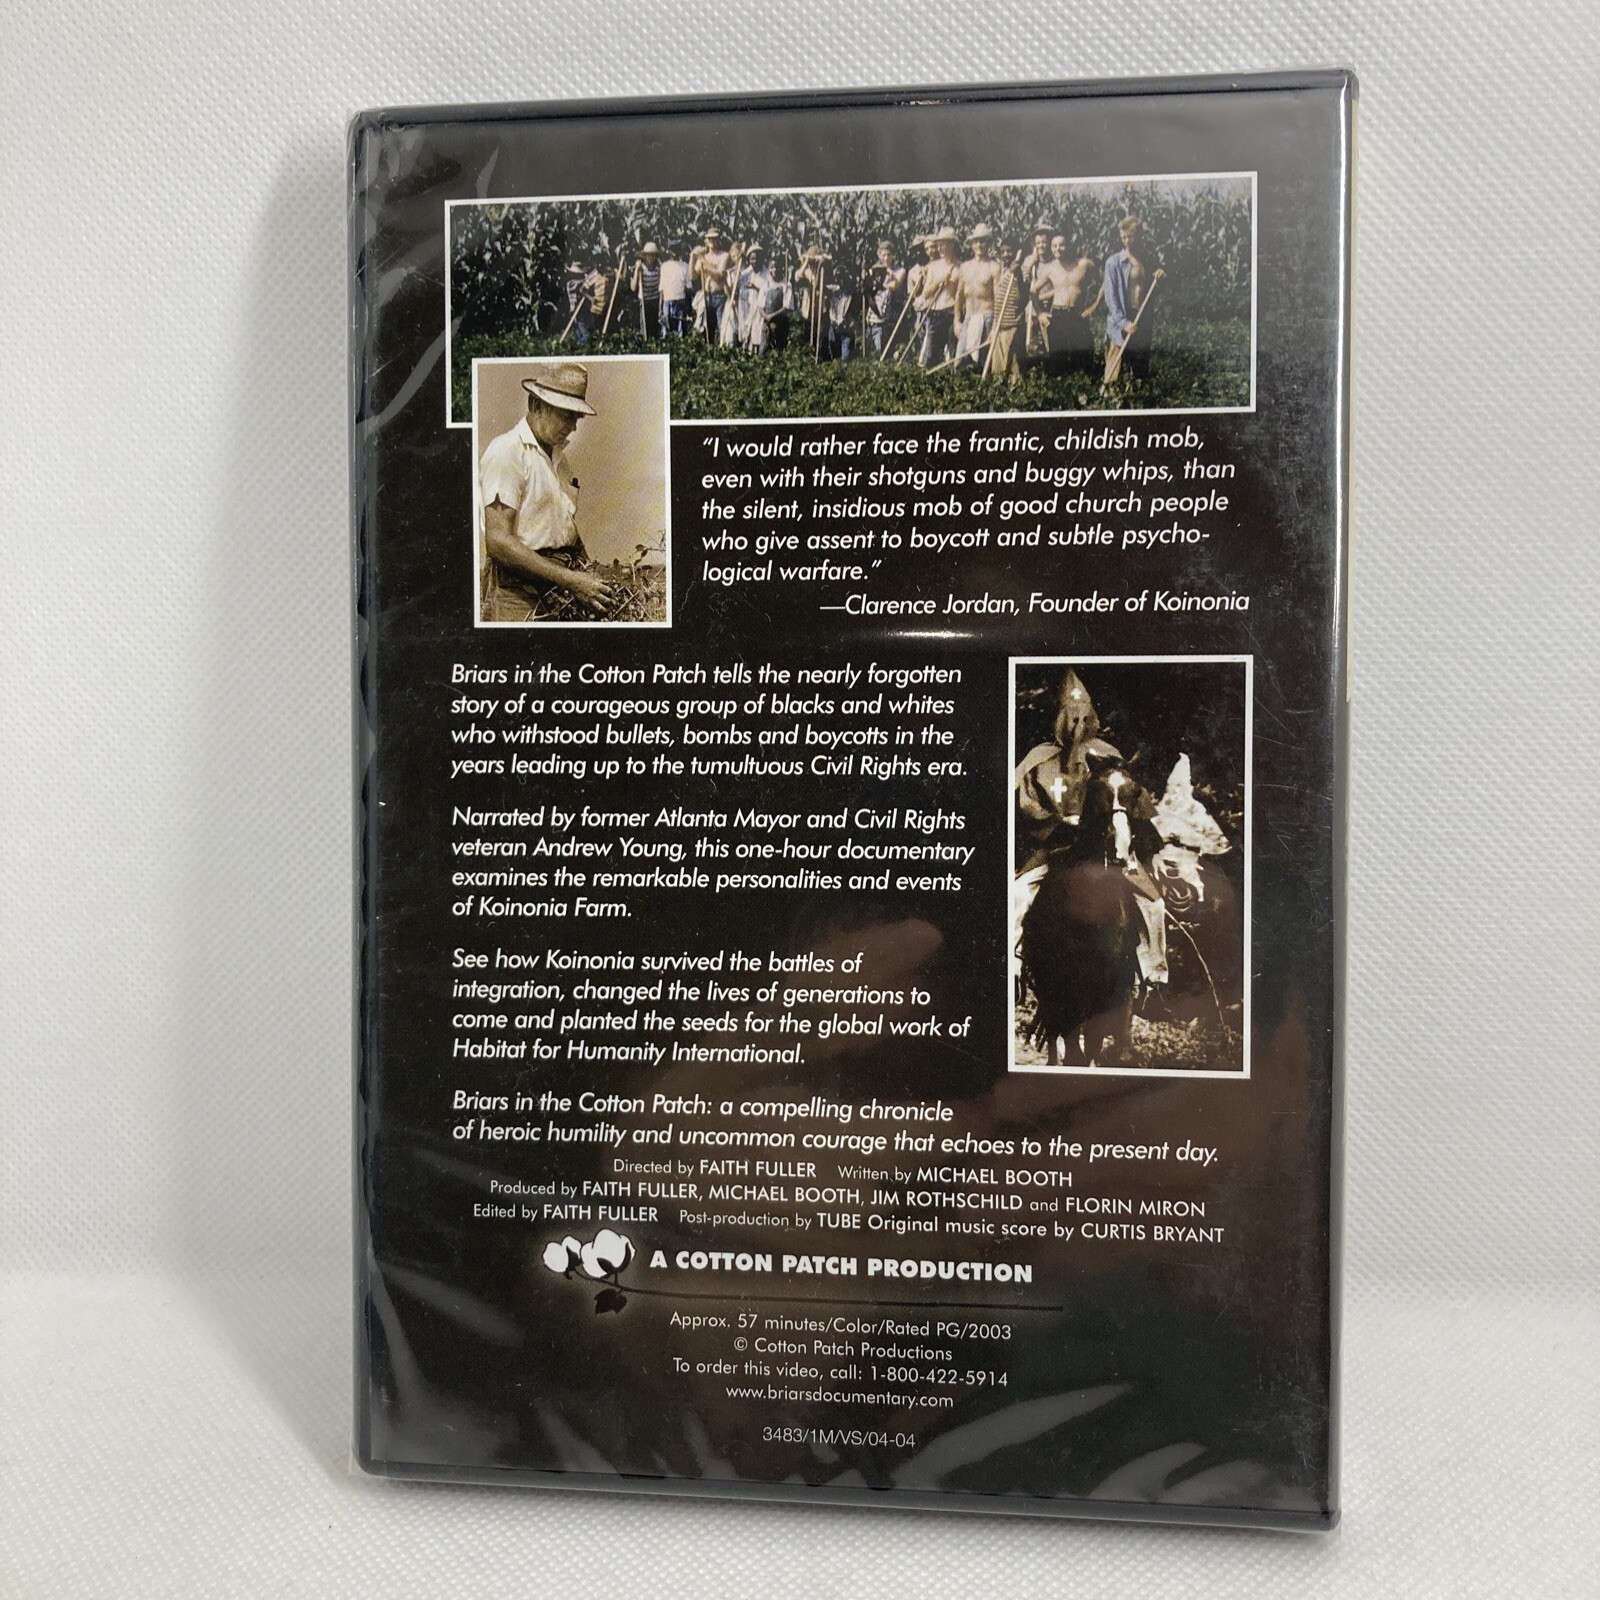 “I would rather face the frantic, childish mob,
even with their shotguns and buggy whips, than
the silent, insidious mob of good church people
who give assent to boycott and subtle psycho-
logical warfare.”
—Clarence Jordan, Founder of Koinonia
Briars in the Cotton Patch tells the nearly forgotten
story of a courageous group of blacks and whites
who withstood bullets, bombs and boycotts in the
years leading up to the tumultuous Civil Rights era.
Narrated by former Atlanta Mayor and Civil Rights
veteran Andrew Young, this one-hour documentary
examines the remarkable personalities and events
of Koinonia Farm.
See how Koinonia survived the battles of
integration, changed the lives of generations to
come and planted the seeds for the global work of
Habitat for Humanity International.
Briars in the Cotton Patch: a compelling chronicle
of heroic humility and uncommon courage that echoes to the present day.
Directed by FAITH FULLER Written by MICHAEL BOOTH
Produced by FAITH FULLER, MICHAEL BOOTH, JIM ROTHSCHILD and FLORIN MIRON
Edited by FAITH FULLER Post-production by TUBE Original music score by CURTIS BRYANT
A COTTON PATCH PRODUCTION
Approx. 57 minutes/Color/Rated PG/2003
© Cotton Patch Productions
To order this video, call: 1-800-422-5914
www.briarsdocumentary.com
3483/1M/VS/04-04